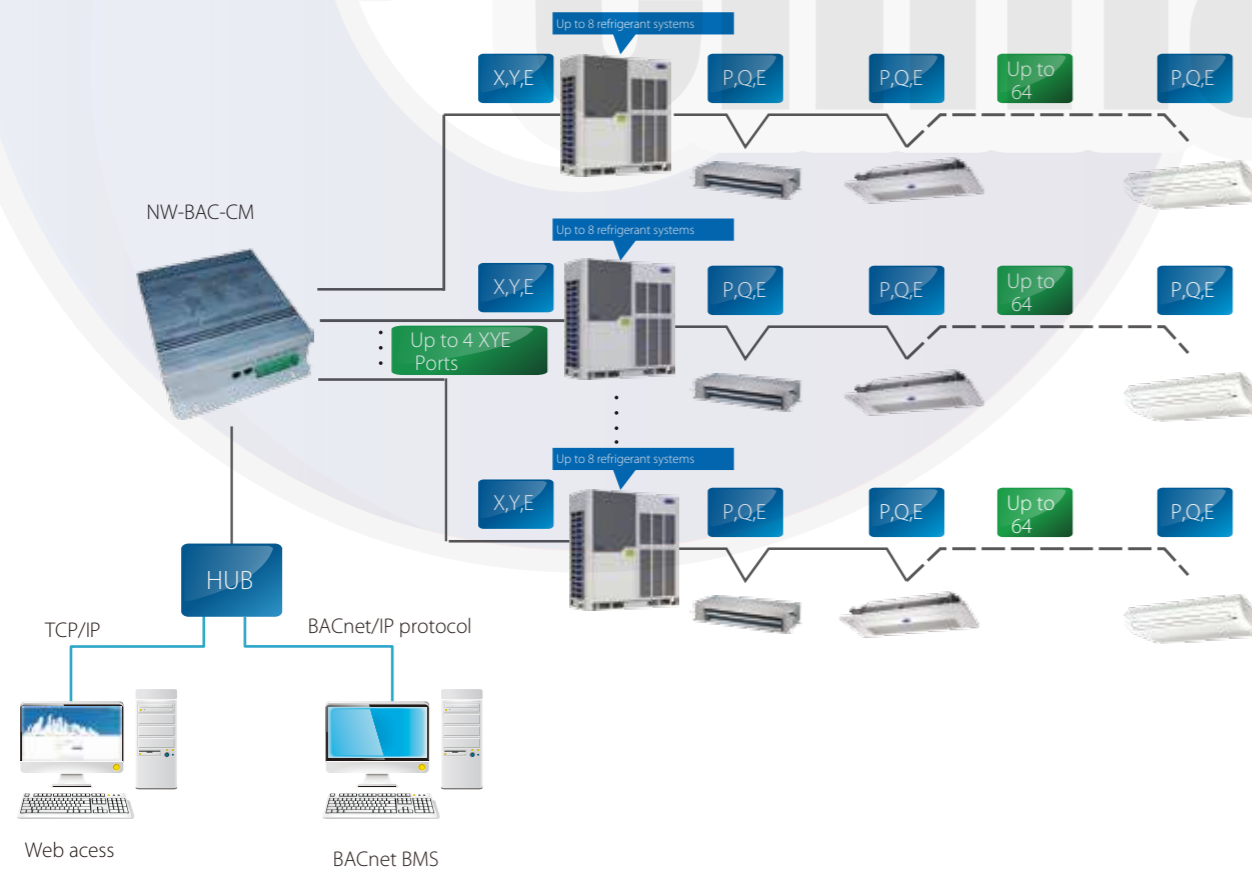 Up to 8 refrigerant systems
X,Y,E
P,Q,E
P,Q,E
Up to
64
P,Q,E
NW-BAC-CM
Up to 8 refrigerant systems
X,Y,E
P,Q,E
P,Q,E
Up to
64
P,Q,E
Up to 4 XYE
Ports
Up to 8 refrigerant systems
X,Y,E
P,Q,E
P,Q,E
Up to
64
P,Q,E
HUB
TCP/IP
BACnet/IP protocol
Web acess
BACnet BMS